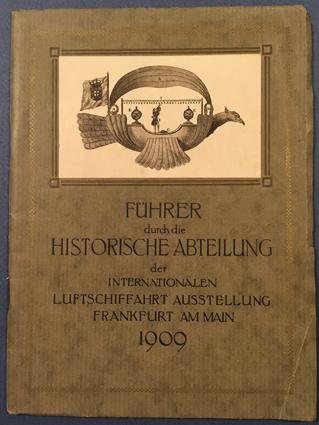 FÜHRER
durch die
HISTORISCHE ABTEILUNG
der
INTERNATIONALEN
LUFTSCHIFFAHRT AUSSTELLUNG
FRANKFURT AM MAIN
1909